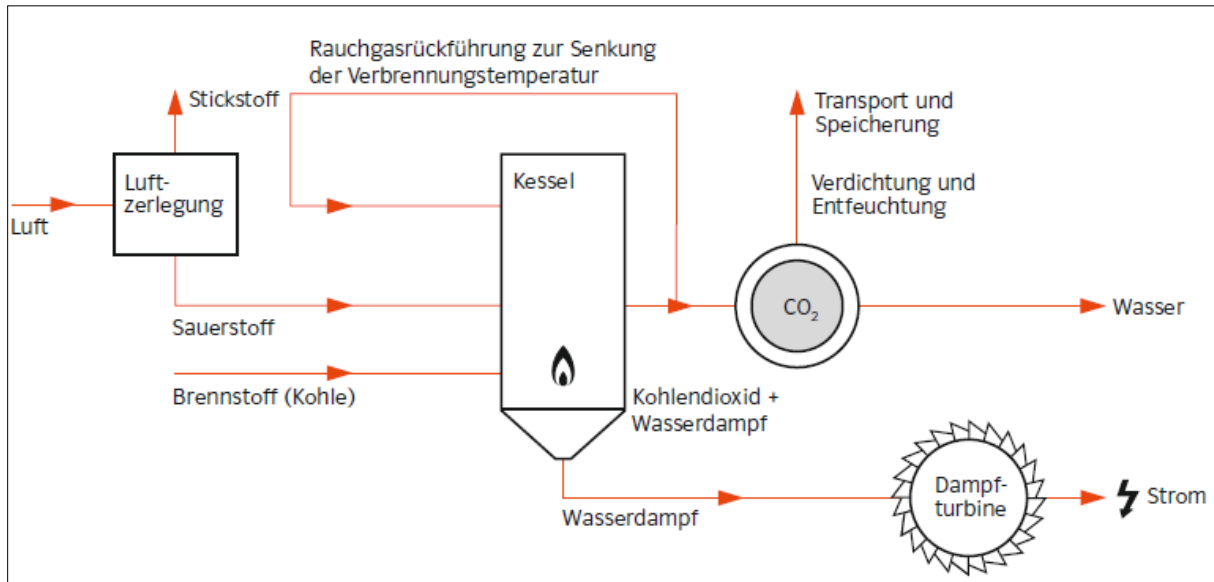 Rauchgasrückführung zur Senkung
der Verbrennungstemperatur
Stickstoff
Transport und
Speicherung
Luft-
zerlegung
Kessel
Verdichtung und
Entfeuchtung
Luft
CO₂
Wasser
Sauerstoff
Brennstoff (Kohle)
Kohlendioxid +
Wasserdampf
Dampf-
turbine
Strom
Wasserdampf